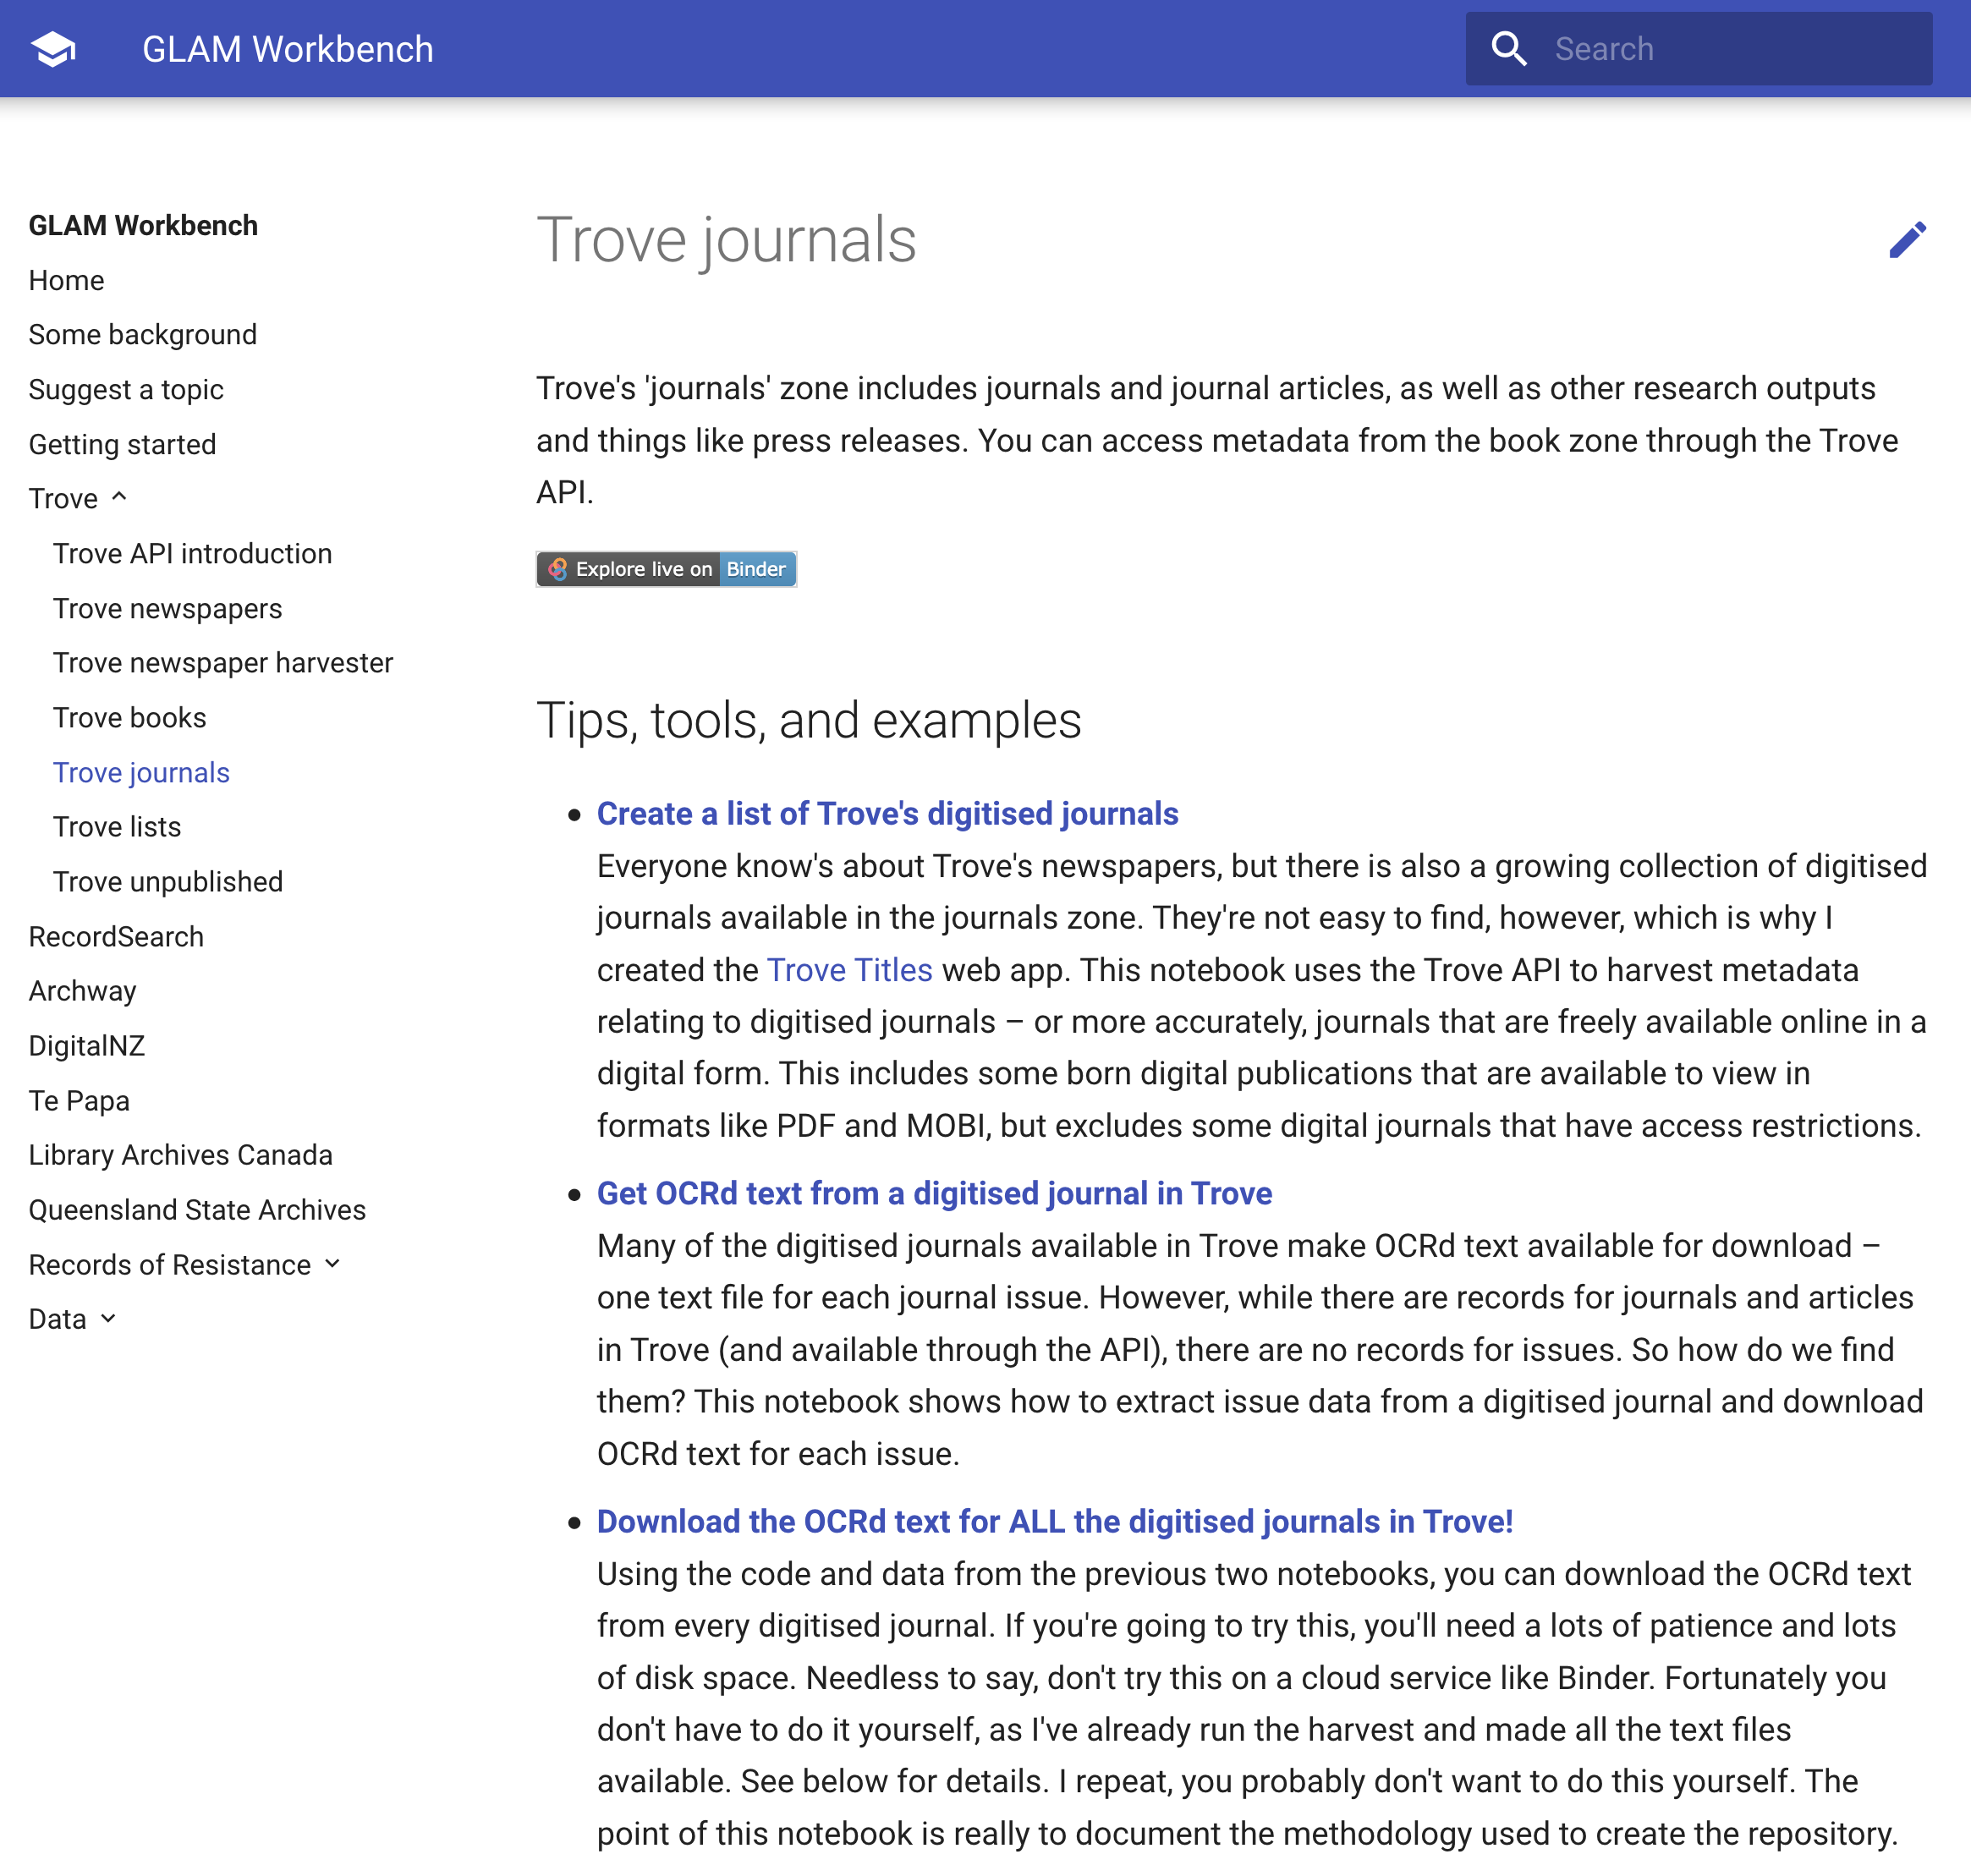 GLAM Workbench
Search
GLAM Workbench
Home
Some background
Suggest a topic
Getting started
Trove
Trove API introduction
Trove newspapers
Trove newspaper harvester
Trove books
Trove journals
Trove lists
Trove unpublished
RecordSearch
Archway
DigitalNZ
Te Papa
Library Archives Canada
Queensland State Archives
Records of Resistance
Data
Trove journals
Trove's 'journals' zone includes journals and journal articles, as well as other research outputs
and things like press releases. You can access metadata from the book zone through the Trove
API.
Explore live on Binder
Tips, tools, and examples
• Create a list of Trove's digitised journals
Everyone know's about Trove's newspapers, but there is also a growing collection of digitised
journals available in the journals zone. They're not easy to find, however, which is why I
created the Trove Titles web app. This notebook uses the Trove API to harvest metadata
relating to digitised journals – or more accurately, journals that are freely available online in a
digital form. This includes some born digital publications that are available to view in
formats like PDF and MOBI, but excludes some digital journals that have access restrictions.
• Get OCRd text from a digitised journal in Trove
Many of the digitised journals available in Trove make OCRd text available for download –
one text file for each journal issue. However, while there are records for journals and articles
in Trove (and available through the API), there are no records for issues. So how do we find
them? This notebook shows how to extract issue data from a digitised journal and download
OCRd text for each issue.
• Download the OCRd text for ALL the digitised journals in Trove!
Using the code and data from the previous two notebooks, you can download the OCRd text
from every digitised journal. If you're going to try this, you'll need a lots of patience and lots
of disk space. Needless to say, don't try this on a cloud service like Binder. Fortunately you
don't have to do it yourself, as I've already run the harvest and made all the text files
available. See below for details. I repeat, you probably don't want to do this yourself. The
point of this notebook is really to document the methodology used to create the repository.